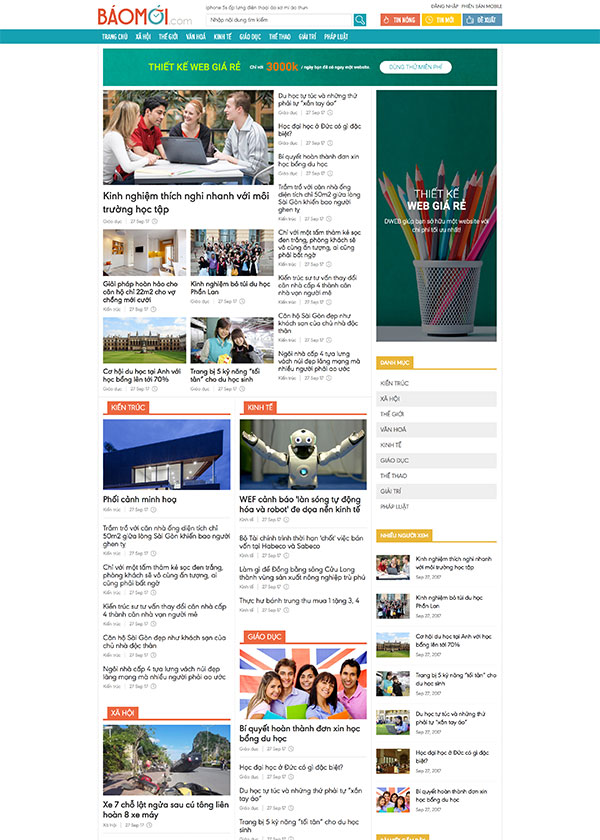 BÁOMỚI.com
iphone 5s ốp lưng điện thoại áo sơ mi áo thun
Nhập nội dung tìm kiếm
ĐĂNG NHẬP PHIÊN BẢN MOBILE
TIN NÓNG
TIN MỚI
ĐỀ XUẤT
TRANG CHỦ XÃ HỘI THẾ GIỚI VĂN HOÁ KINH TẾ GIÁO DỤC THỂ THAO GIẢI TRÍ PHÁP LUẬT
THIẾT KẾ WEB GIÁ RẺ CHỈ VỚI 3000k / ngày bạn đã có ngay một website DÙNG THỬ MIỄN PHÍ
Kinh nghiệm thích nghi nhanh với môi
trường học tập
Giáo dục | 27 Sep 17
Giải pháp hoàn hảo cho
căn hộ chỉ 22m2 cho vợ
chồng mới cưới
Kiến trúc | 27 Sep 17
Kinh nghiệm bỏ túi du học
Phần Lan
Giáo dục | 27 Sep 17
Cơ hội du học tại Anh với
học bổng lên tới 70%
Giáo dục | 27 Sep 17
Trang bị 5 kỹ năng "tối
tân" cho du học sinh
Giáo dục | 27 Sep 17
Du học tự túc và những thứ
phải tự "xắn tay áo"
Giáo dục | 27 Sep 17
Học đại học ở Đức có gì đặc
biệt?
Giáo dục | 27 Sep 17
Bí quyết hoàn thành đơn xin
học bổng du học
Giáo dục | 27 Sep 17
Trầm trồ với căn nhà ống
diện tích chỉ 50m2 giữa lòng
Sài Gòn khiến bao người
ghen tỵ
Kiến trúc | 27 Sep 17
Chỉ với một tấm thảm kẻ sọc
đen trắng, phòng khách sẽ
vô cùng ấn tượng, ai cũng
phải bất ngờ
Kiến trúc | 27 Sep 17
Kiến trúc sư tư vấn thay đổi
căn nhà cấp 4 thành căn
nhà vạn người mê
Kiến trúc | 27 Sep 17
Căn hộ Sài Gòn đẹp như
khách sạn của chủ nhà độc
thân
Kiến trúc | 27 Sep 17
Ngôi nhà cấp 4 tựa lưng
vách núi đẹp lãng mạng mà
nhiều người phải ao ước
Kiến trúc | 27 Sep 17
THIẾT KẾ
WEB GIÁ RẺ
DWEB giúp bạn sở hữu một website với
chi phí tối ưu nhất!
DANH MỤC
KIẾN TRÚC
XÃ HỘI
THẾ GIỚI
VĂN HOÁ
KINH TẾ
GIÁO DỤC
THỂ THAO
GIẢI TRÍ
PHÁP LUẬT
KIẾN TRÚC
Phối cảnh minh hoạ
Kiến trúc | 27 Sep 17
Trầm trồ với căn nhà ống diện tích chỉ
50m2 giữa lòng Sài Gòn khiến bao người
ghen tỵ
Kiến trúc | 27 Sep 17
Chỉ với một tấm thảm kẻ sọc đen trắng,
phòng khách sẽ vô cùng ấn tượng, ai
cũng phải bất ngờ
Kiến trúc | 27 Sep 17
Kiến trúc sư tư vấn thay đổi căn nhà cấp
4 thành căn nhà vạn người mê
Kiến trúc | 27 Sep 17
Căn hộ Sài Gòn đẹp như khách sạn của
chủ nhà độc thân
Kiến trúc | 27 Sep 17
Ngôi nhà cấp 4 tựa lưng vách núi đẹp
lãng mạng mà nhiều người phải ao ước
Kiến trúc | 27 Sep 17
XÃ HỘI
Xe 7 chỗ lật ngửa sau cú tông liên
hoàn 8 xe máy
Xã hội | 27 Sep 17
KINH TẾ
WEF cảnh báo 'làn sóng tự động
hóa và robot' đe dọa nền kinh tế
Kinh tế | 27 Sep 17
Bộ Tài chính trình thời hạn 'chốt' việc bán
vốn tại Habeco và Sabeco
Kinh tế | 27 Sep 17
Làm gì để Đồng bằng sông Cửu Long
thành vùng sản xuất nông nghiệp trù phú
Kinh tế | 27 Sep 17
Thực hư bánh trung thu mua 1 tặng 3, 4
Kinh tế | 27 Sep 17
GIÁO DỤC
Bí quyết hoàn thành đơn xin học
bổng du học
Giáo dục | 27 Sep 17
Học đại học ở Đức có gì đặc biệt?
Giáo dục | 27 Sep 17
Du học tự túc và những thứ phải tự "xắn
tay áo"
Giáo dục | 27 Sep 17
Trang bị 5 kỹ năng "tối tân" cho du học
sinh
NHIỀU NGƯỜI XEM
Kinh nghiệm thích nghi nhanh
với môi trường học tập
Sep 27, 2017
Kinh nghiệm bỏ túi du học
Phần Lan
Sep 27, 2017
Cơ hội du học tại Anh với học
bổng lên tới 70%
Sep 27, 2017
Trang bị 5 kỹ năng "tối tân" cho
du học sinh
Sep 27, 2017
Du học tự túc và những thứ
phải tự "xắn tay áo"
Sep 27, 2017
Học đại học ở Đức có gì đặc
biệt?
Sep 27, 2017
Bí quyết hoàn thành đơn xin
học bổng du học
Sep 27, 2017